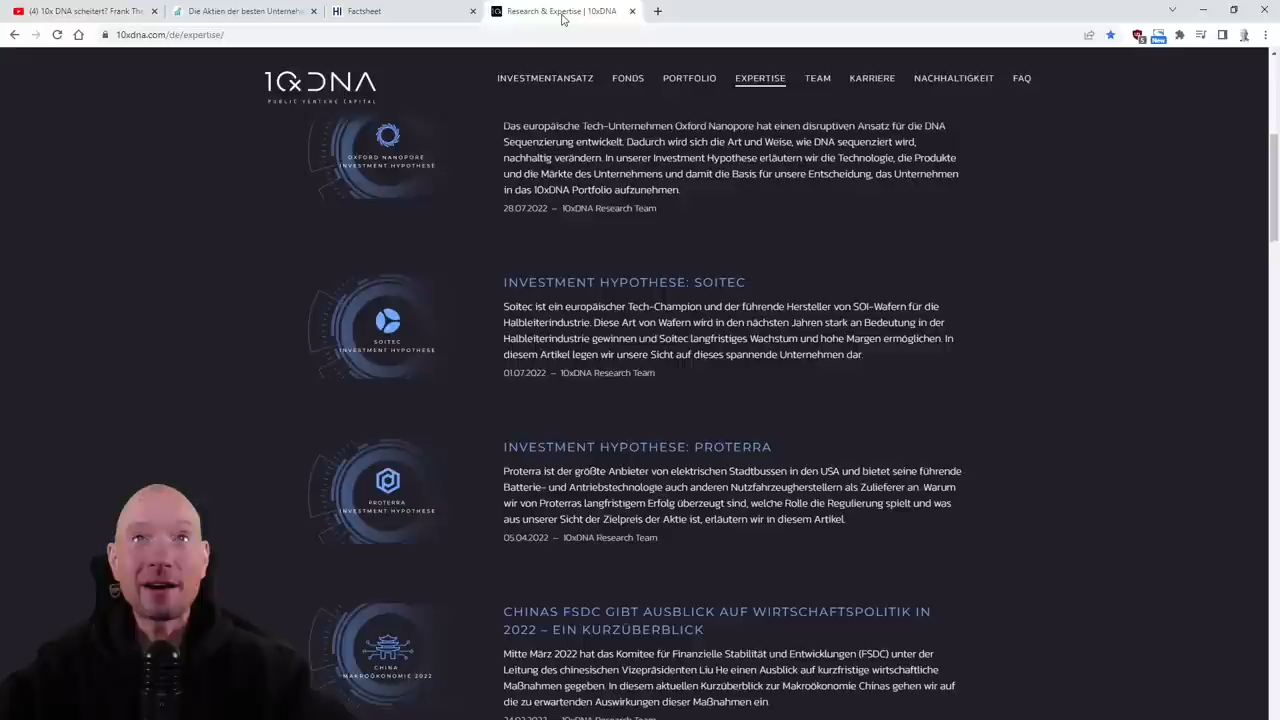 (4) 10x DNA scheitert? Frank The
Die Aktien der besten Unternehm
Factsheet
Research & Expertise | 10xDNA
10xdna.com/de/expertise/
New
10XDNA
PUBLIC VENTURE CAPITAL
INVESTMENTANSATZ
FONDS
PORTFOLIO
EXPERTISE
TEAM
KARRIERE
NACHHALTIGKEIT
FAQ
OXFORD NANOPORE
INVESTMENT HYPOTHESE
Das europäische Tech-Unternehmen Oxford Nanopore hat einen disruptiven Ansatz für die DNA
Sequenzierung entwickelt. Dadurch wird sich die Art und Weise, wie DNA sequenziert wird,
nachhaltig verändern. In unserer Investment Hypothese erläutern wir die Technologie, die Produkte
und die Märkte des Unternehmens und damit die Basis für unsere Entscheidung, das Unternehmen
in das 10xDNA Portfolio aufzunehmen.
28.07.2022 – 10xDNA Research Team
SOITEC
INVESTMENT HYPOTHESE
INVESTMENT HYPOTHESE: SOITEC
Soitec ist ein europäischer Tech-Champion und der führende Hersteller von SOI-Wafern für die
Halbleiterindustrie. Diese Art von Wafern wird in den nächsten Jahren stark an Bedeutung in der
Halbleiterindustrie gewinnen und Soitec langfristiges Wachstum und hohe Margen ermöglichen. In
diesem Artikel legen wir unsere Sicht auf dieses spannende Unternehmen dar.
01.07.2022 – 10xDNA Research Team
PROTERRA
INVESTMENT HYPOTHESE
INVESTMENT HYPOTHESE: PROTERRA
Proterra ist der größte Anbieter von elektrischen Stadtbussen in den USA und bietet seine führende
Batterie- und Antriebstechnologie auch anderen Nutzfahrzeugherstellern als Zulieferer an. Warum
wir von Proterras langfristigem Erfolg überzeugt sind, welche Rolle die Regulierung spielt und was
aus unserer Sicht der Zielpreis der Aktie ist, erläutern wir in diesem Artikel.
05.04.2022 – 10xDNA Research Team
CHINA
MAKROÖKONOMIE 2022
CHINAS FSDC GIBT AUSBLICK AUF WIRTSCHAFTSPOLITIK IN
2022 – EIN KURZÜBERBLICK
Mitte März 2022 hat das Komitee für Finanzielle Stabilität und Entwicklungen (FSDC) unter der
Leitung des chinesischen Vizepräsidenten Liu He einen Ausblick auf kurzfristige wirtschaftliche
Maßnahmen gegeben. In diesem aktuellen Kurzüberblick zur Makroökonomie Chinas gehen wir auf
die zu erwartenden Auswirkungen dieser Maßnahmen ein.